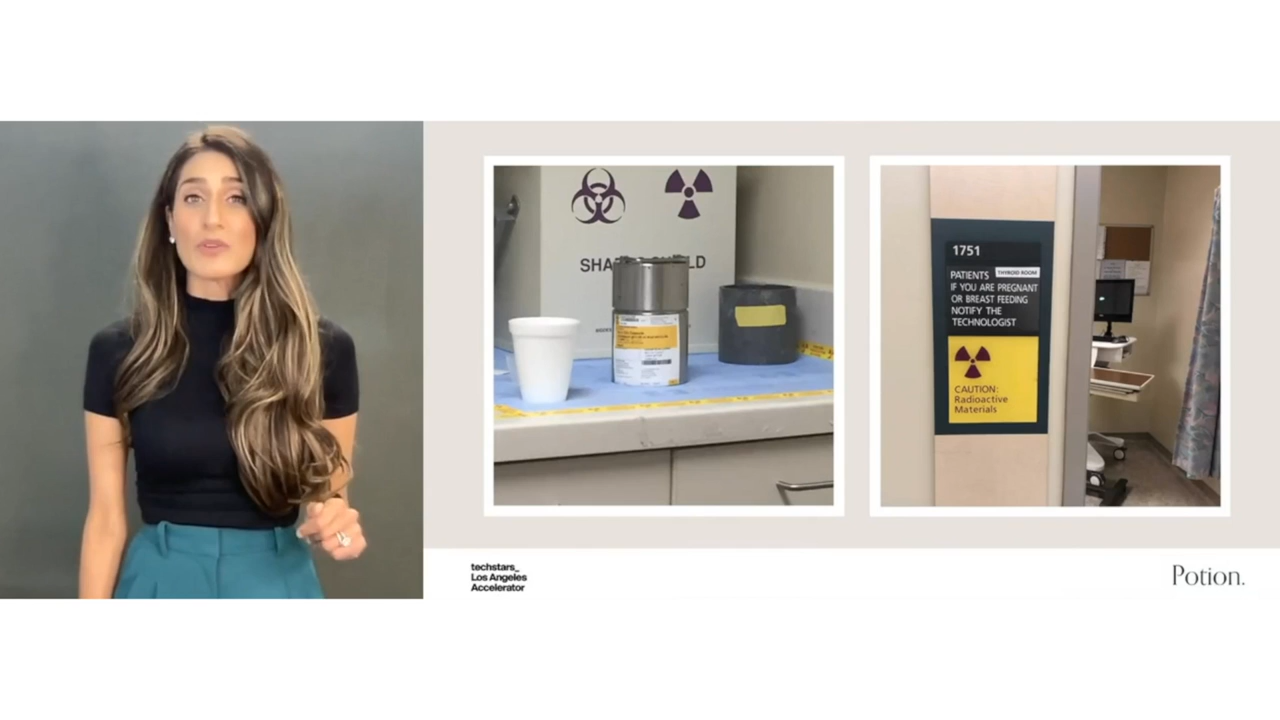 SHA
LD
1751
PATIENTS THYROID ROOM
IF YOU ARE PREGNANT
OR BREAST FEEDING
NOTIFY THE
TECHNOLOGIST
CAUTION:
Radioactive
Materials
techstars_
Los Angeles
Accelerator
Potion.